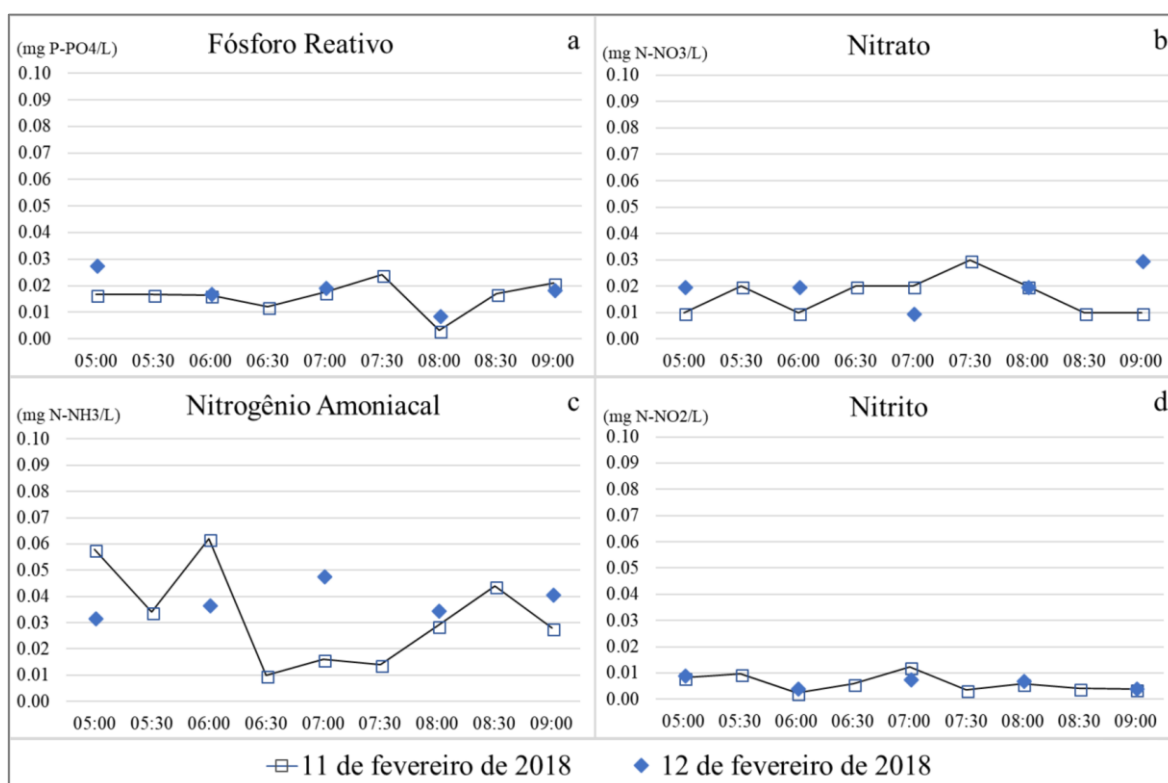 Fósforo Reativo
a
(mg P-PO4/L)
0.10
0.09
0.08
0.07
0.06
0.05
0.04
0.03
0.02
0.01
0.00
05:00 05:30 06:00 06:30 07:00 07:30 08:00 08:30 09:00
Nitrato
b
(mg N-NO3/L)
0.10
0.09
0.08
0.07
0.06
0.05
0.04
0.03
0.02
0.01
0.00
05:00 05:30 06:00 06:30 07:00 07:30 08:00 08:30 09:00
Nitrogênio Amoniacal
c
(mg N-NH3/L)
0.10
0.09
0.08
0.07
0.06
0.05
0.04
0.03
0.02
0.01
0.00
05:00 05:30 06:00 06:30 07:00 07:30 08:00 08:30 09:00
Nitrito
d
(mg N-NO2/L)
0.10
0.09
0.08
0.07
0.06
0.05
0.04
0.03
0.02
0.01
0.00
05:00 05:30 06:00 06:30 07:00 07:30 08:00 08:30 09:00
11 de fevereiro de 2018
12 de fevereiro de 2018